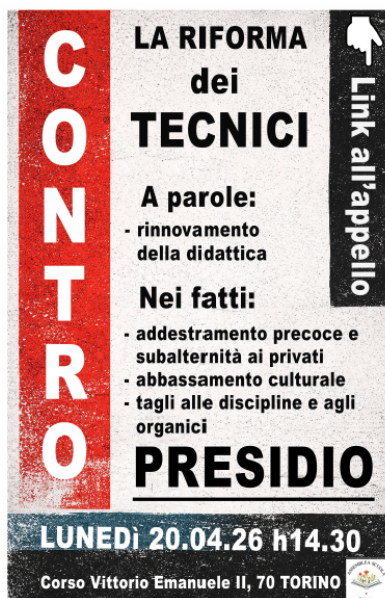 CONTRO
LA RIFORMA
dei
TECNICI
A parole:
- rinnovamento
della didattica
Nei fatti:
- addestramento precoce e
subalternità ai privati
- abbassamento culturale
- tagli alle discipline e agli
organici
PRESIDIO
Link all'appello
LUNEDì 20.04.26 h14.30
Corso Vittorio Emanuele II, 70 TORINO
ASSEMBLEA SCUOLA